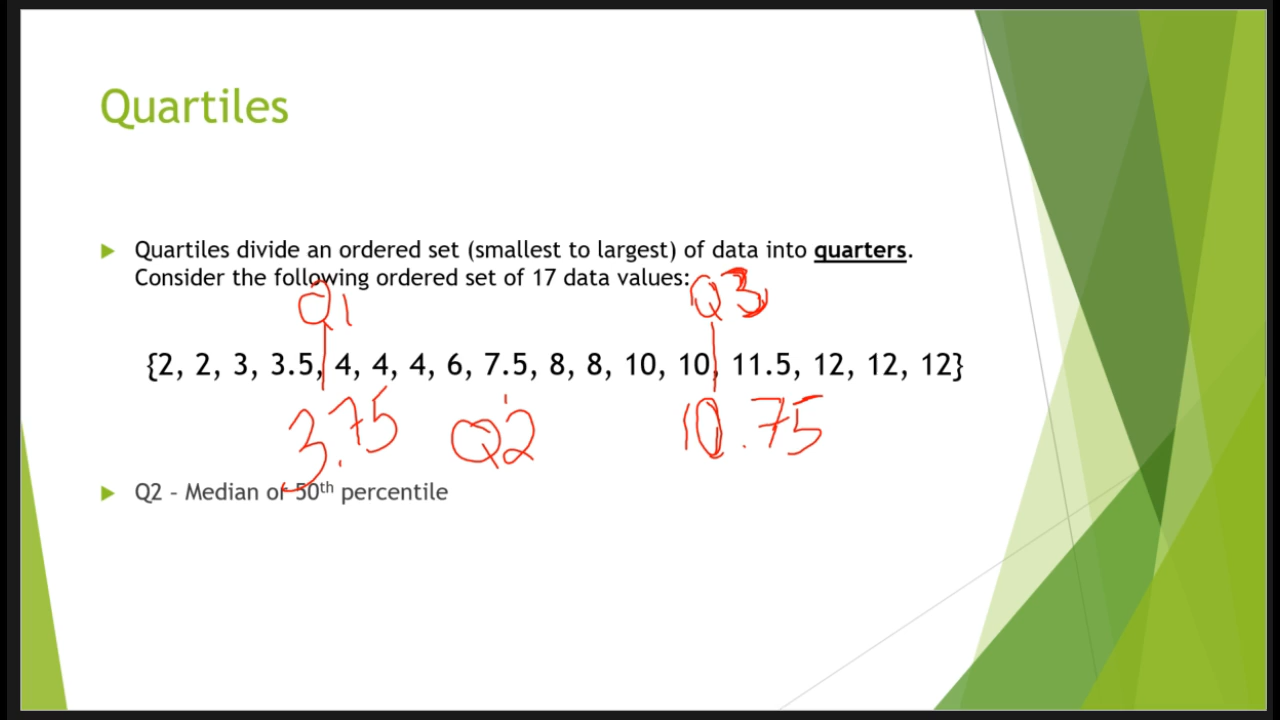 Quartiles
Quartiles divide an ordered set (smallest to largest) of data into quarters.
Consider the following ordered set of 17 data values:
Q1 Q3
{2, 2, 3, 3.5, 4, 4, 4, 6, 7.5, 8, 8, 10, 10, 11.5, 12, 12, 12}
3.75 Q2 10.75
Q2 - Median or 50th percentile